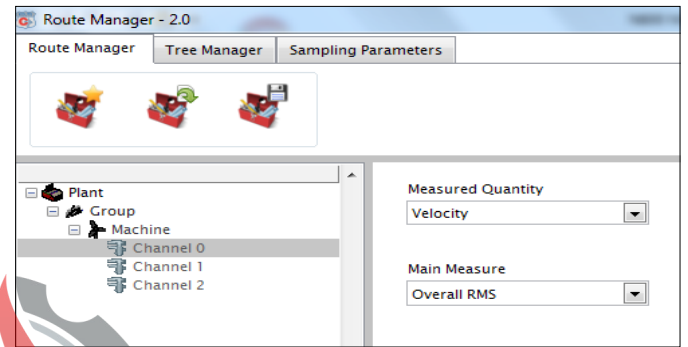 Route Manager - 2.0
Route Manager Tree Manager Sampling Parameters
Plant
Group
Machine
Channel 0
Channel 1
Channel 2
Measured Quantity
Velocity
Main Measure
Overall RMS